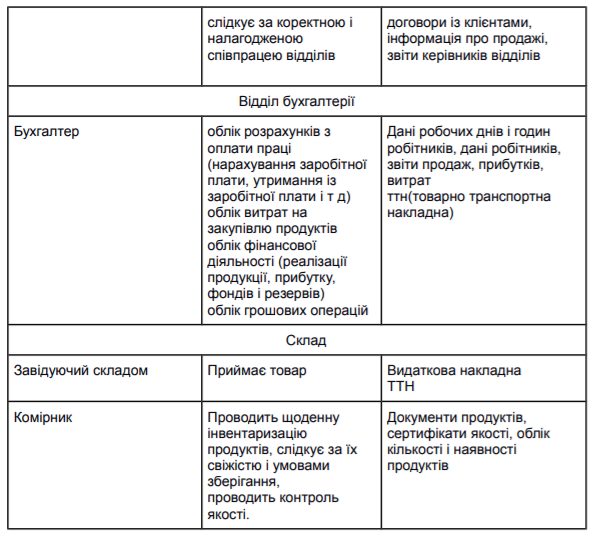 слідкує за коректною і
налагодженою
співпрацею відділів
договори із клієнтами,
інформація про продажі,
звіти керівників відділів
Відділ бухгалтерії
Бухгалтер
облік розрахунків з
оплати праці
(нарахування заробітної
плати, утримання із
заробітної плати і т д)
облік витрат на
закупівлю продуктів
облік фінансової
діяльності (реалізації
продукції, прибутку,
фондів і резервів)
облік грошових операцій
Дані робочих днів і годин
робітників, дані робітників,
звіти продаж, прибутків,
витрат
ттн(товарно транспортна
накладна)
Склад
Завідуючий складом
Приймає товар
Видаткова накладна
ТТН
Комірник
Проводить щоденну
інвентаризацію
продуктів, слідкує за їх
свіжістю і умовами
зберігання,
проводить контроль
якості.
Документи продуктів,
сертифікати якості, облік
кількості і наявності
продуктів